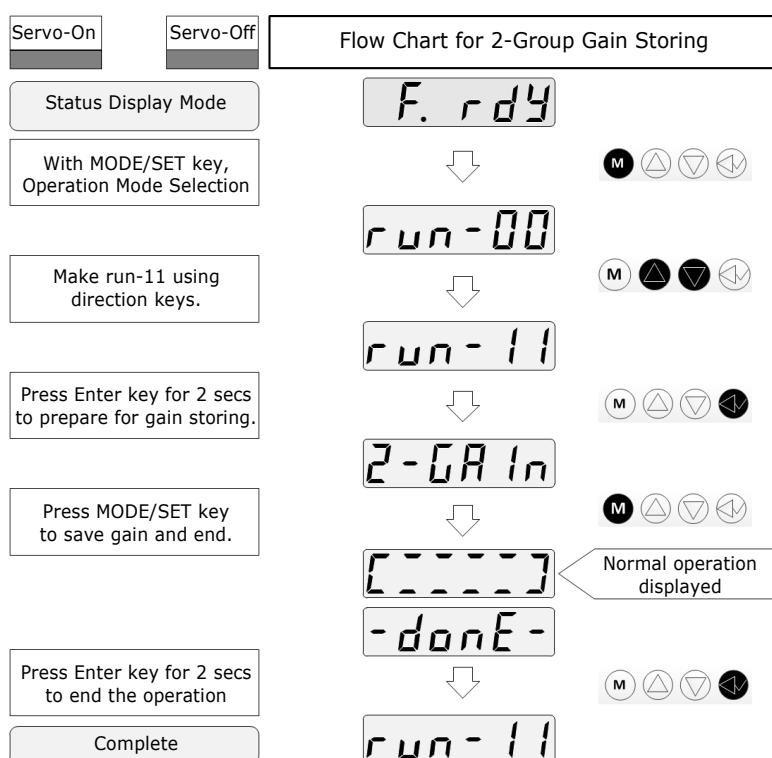 Servo-On
Servo-Off
Flow Chart for 2-Group Gain Storing
Status Display Mode
F. rdy
With MODE/SET key,
Operation Mode Selection
M
run-00
Make run-11 using
direction keys.
M
run-11
Press Enter key for 2 secs
to prepare for gain storing.
M
2-GAIn
Press MODE/SET key
to save gain and end.
M
Normal operation
displayed
-donE-
Press Enter key for 2 secs
to end the operation
M
Complete
run-11